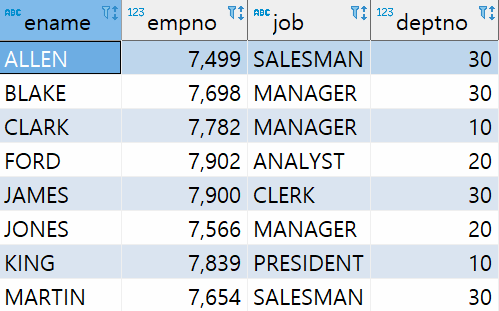 ABC ename 123 empno ABC job 123 deptno
ALLEN 7,499 SALESMAN 30
BLAKE 7,698 MANAGER 30
CLARK 7,782 MANAGER 10
FORD 7,902 ANALYST 20
JAMES 7,900 CLERK 30
JONES 7,566 MANAGER 20
KING 7,839 PRESIDENT 10
MARTIN 7,654 SALESMAN 30